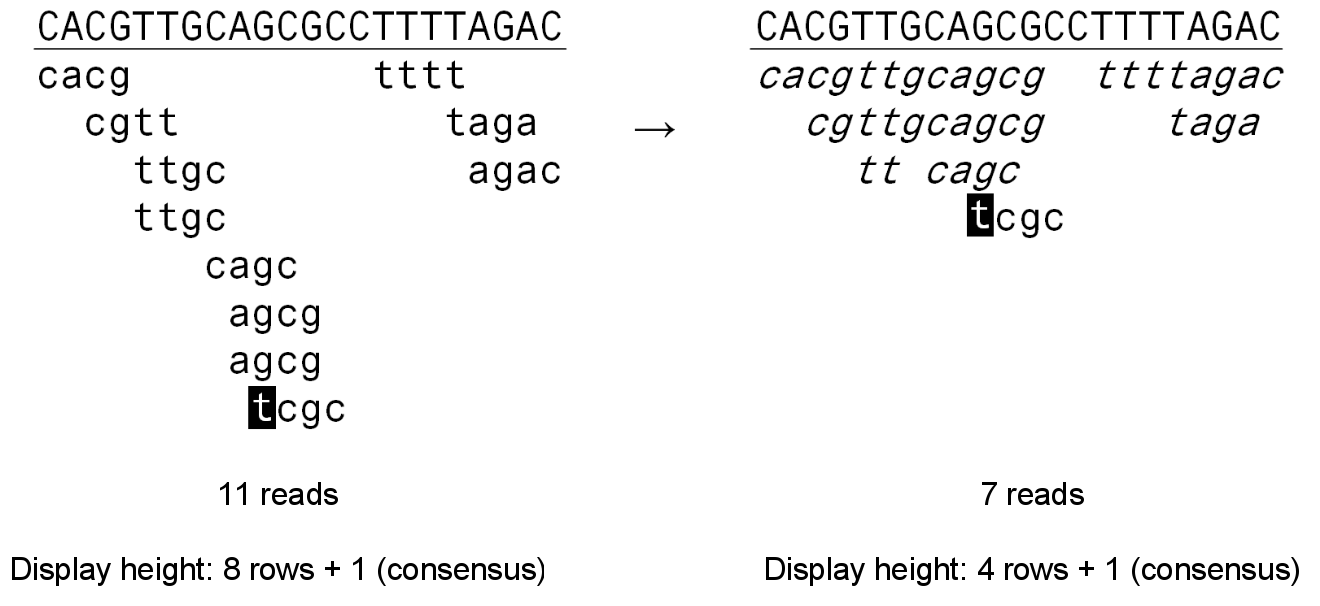 CACGTTGCAGCGCCTTTTAGAC CACGTTGCAGCGCCTTTTAGAC
cacg tttt cacgttgcagcg ttttagac
cgtt taga → cgttgcagcg taga
ttgc agac tt cagc
ttgc tcgc
cagc
agcg
agcg
tcgc
11 reads 7 reads
Display height: 8 rows + 1 (consensus) Display height: 4 rows + 1 (consensus)